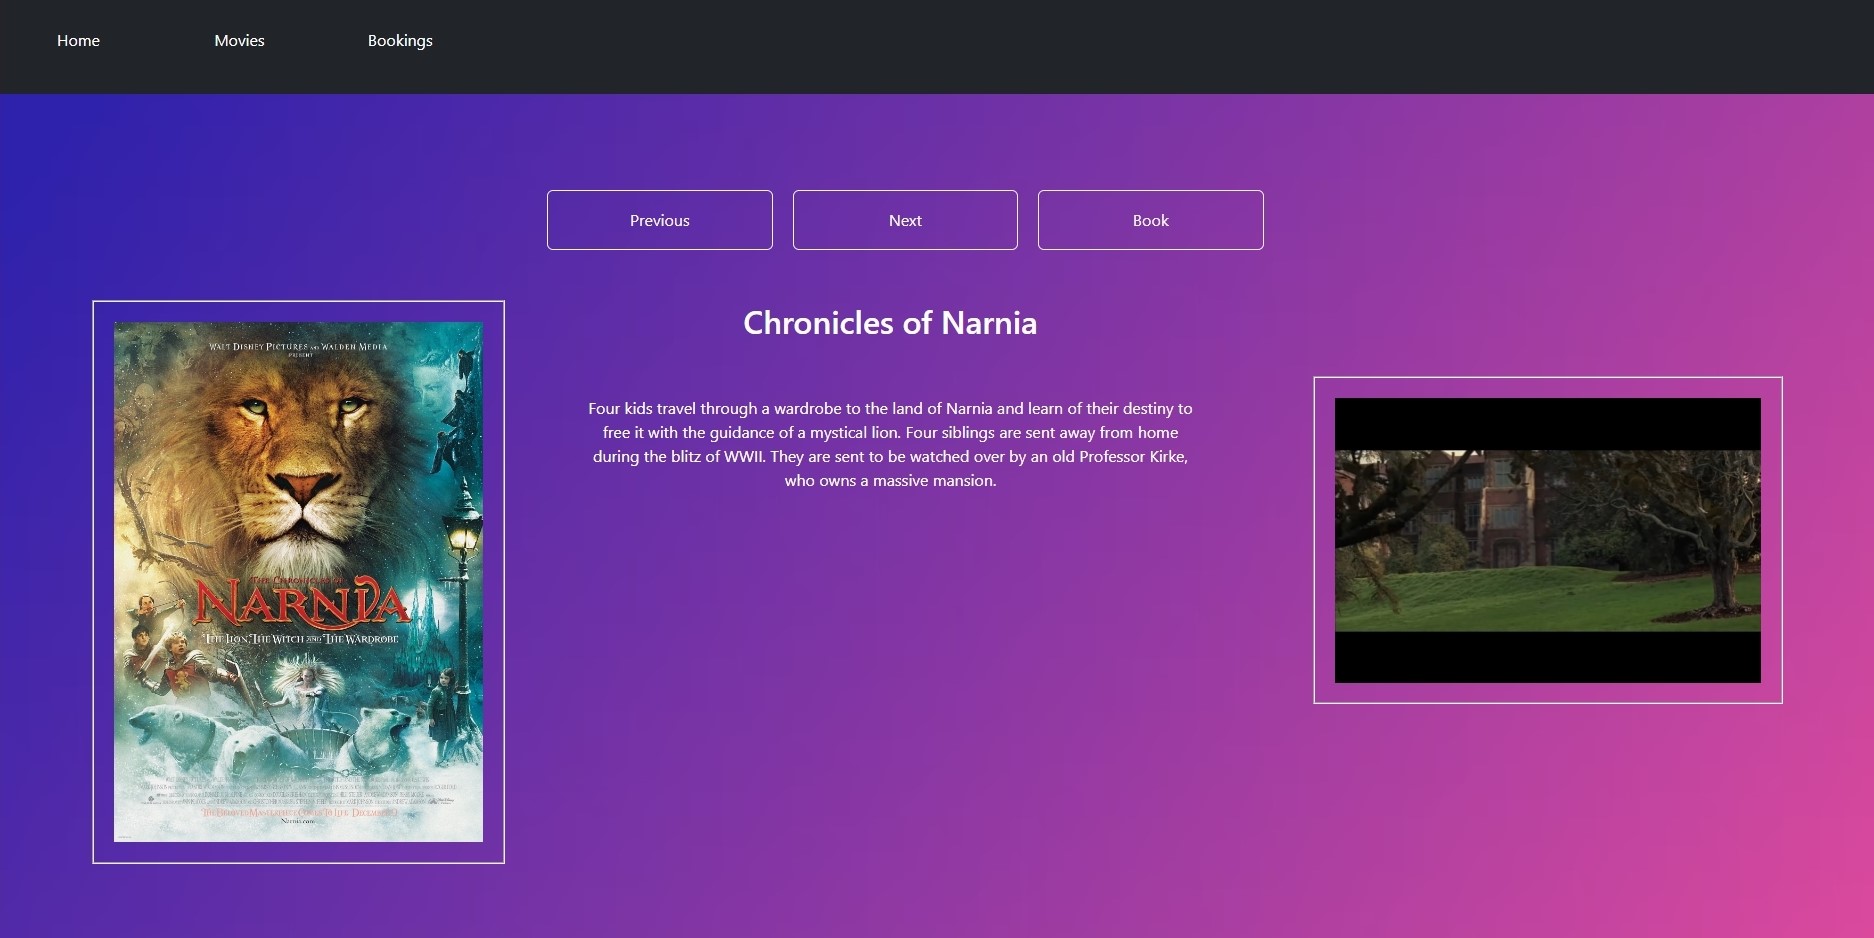 Home
Movies
Bookings
Previous
Next
Book
Chronicles of Narnia
Four kids travel through a wardrobe to the land of Narnia and learn of their destiny to
free it with the guidance of a mystical lion. Four siblings are sent away from home
during the blitz of WWII. They are sent to be watched over by an old Professor Kirke,
who owns a massive mansion.
WALT DISNEY PICTURES AND WALDEN MEDIA
PRESENT
THE CHRONICLES OF
NARNIA
THE LION, THE WITCH AND THE WARDROBE
Narnia.com